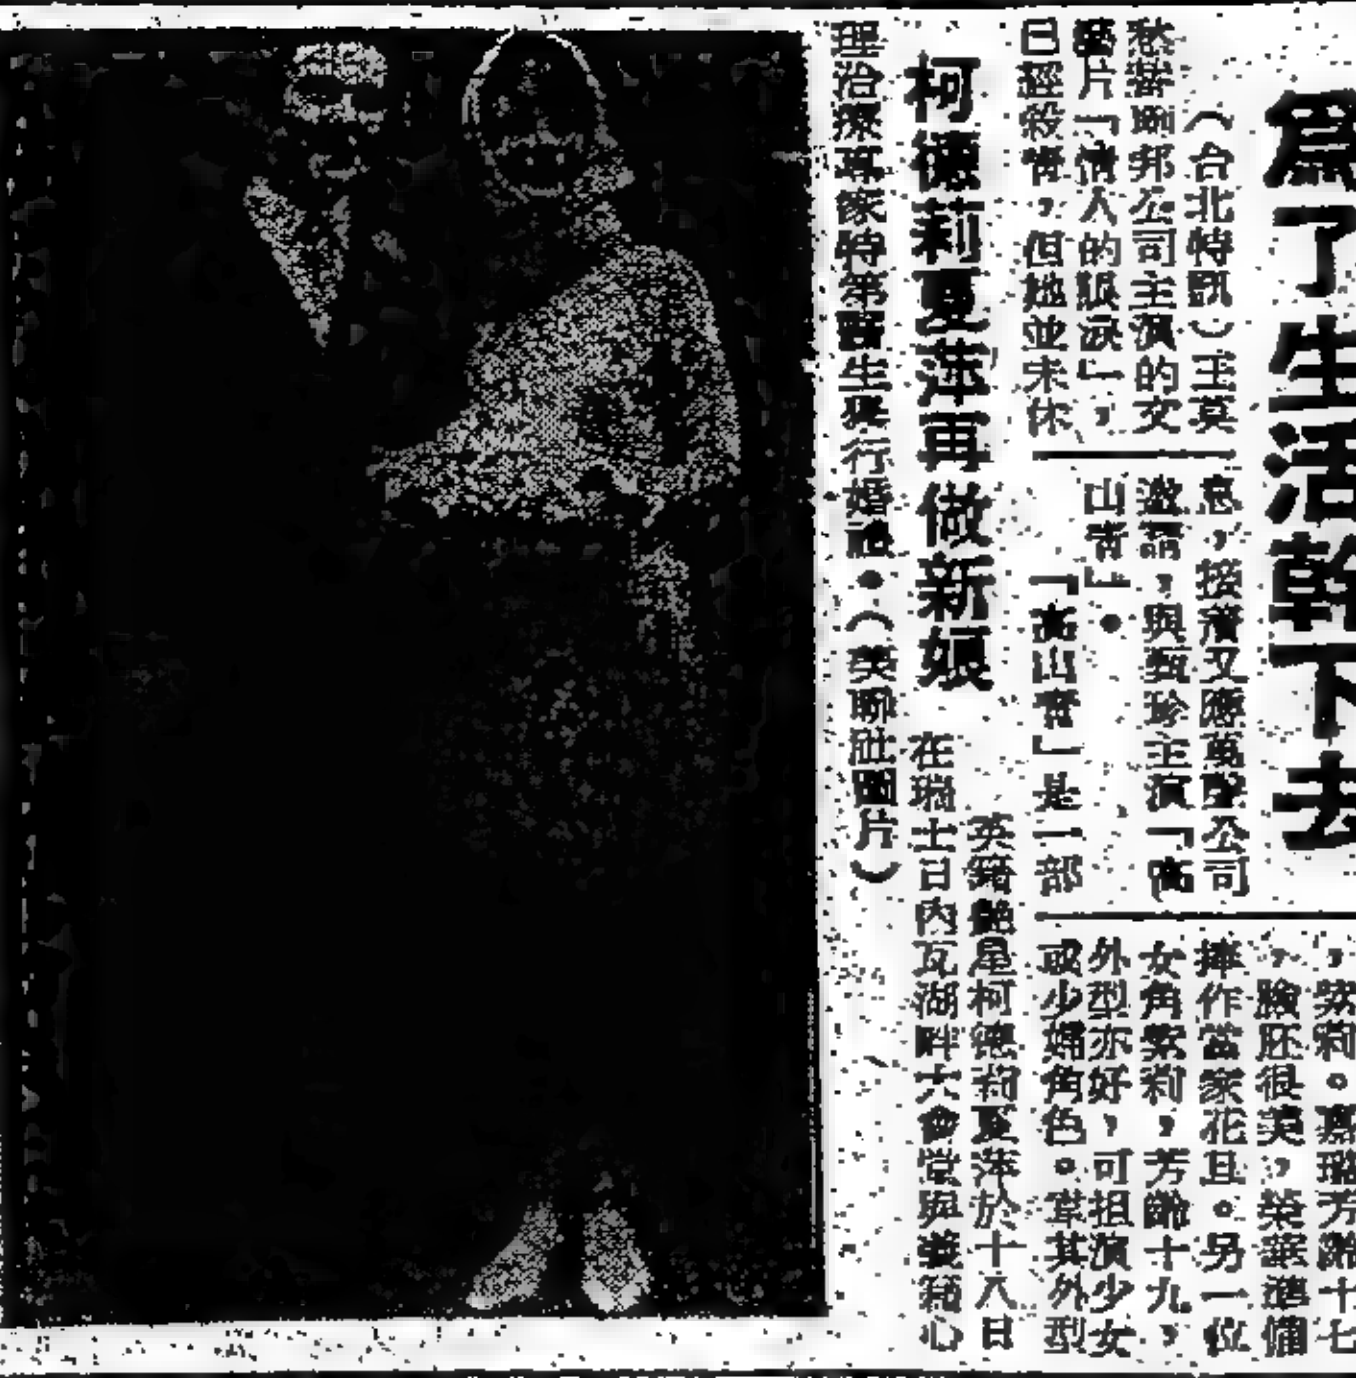 爲了生活幹下去
（台北特訊）王莫
愁替聯邦公司主演的文
藝片「情人的眼淚」，
已經殺青，但她並未休
息，接着又應萬聲公司
邀請，與甄珍主演「高
山青」●
「高山青」是一部
，紫莉。嘉璐芳齡十七
，臉胚很美，榮華準備
捧作當家花旦。另一位
女角紫莉，芳齡十九，
外型亦好，可担演少女
或少婦角色。其外型
柯德莉夏萍再做新娘
英籍艷星柯德莉夏萍於十八日
在瑞士日內瓦湖畔大會堂與義籍心
理治療專家特第醫生舉行婚禮●（美聯社圖片）